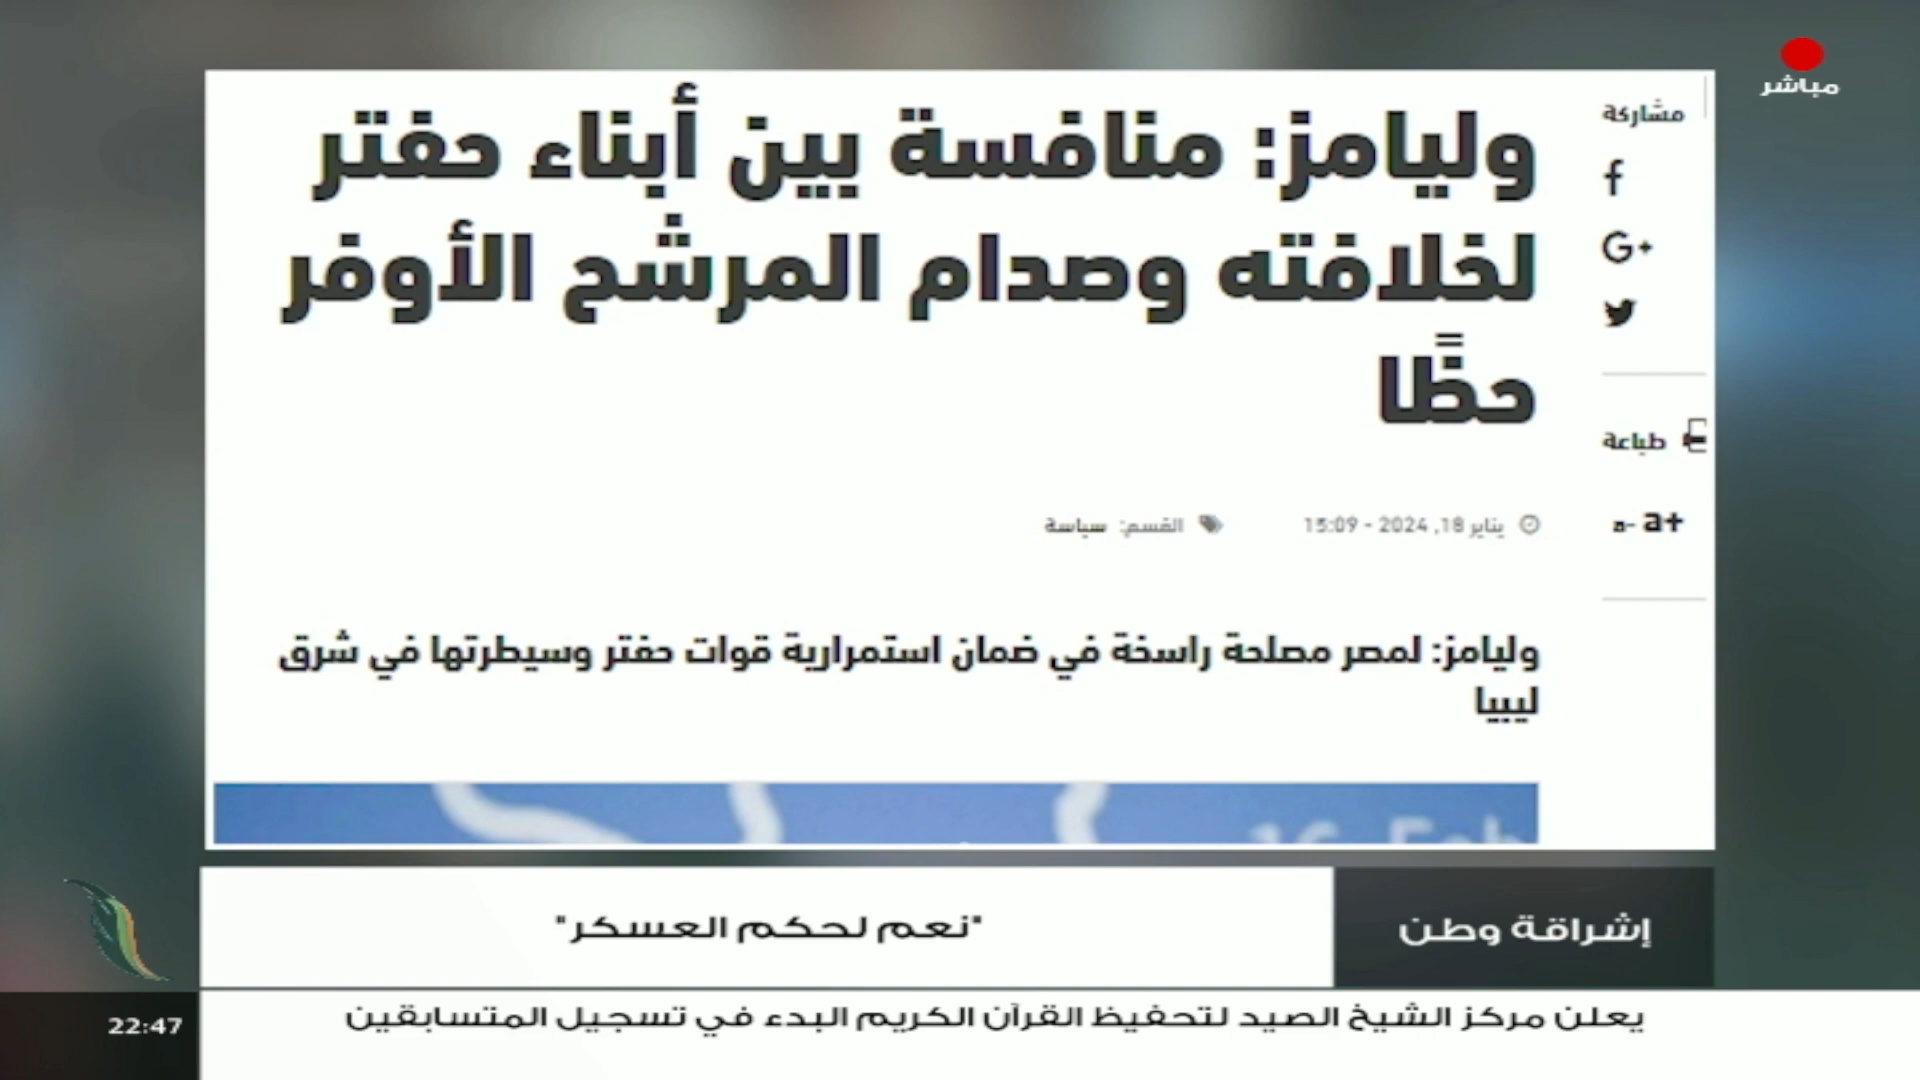 مباشر
وليامز: منافسة بين أبناء حفتر
لخلافته وصدام المرشح الأوفر
حظًا
مشاركة
f
G+
طباعة
a- a+
يناير 18, 2024 - 15:09
القسم: سياسة
وليامز: لمصر مصلحة راسخة في ضمان استمرارية قوات حفتر وسيطرتها في شرق
ليبيا
16 Feb
إشراقة وطن
"نعم لحكم العسكر"
22:47
يعلن مركز الشيخ الصيد لتحفيظ القرآن الكريم البدء في تسجيل المتسابقين